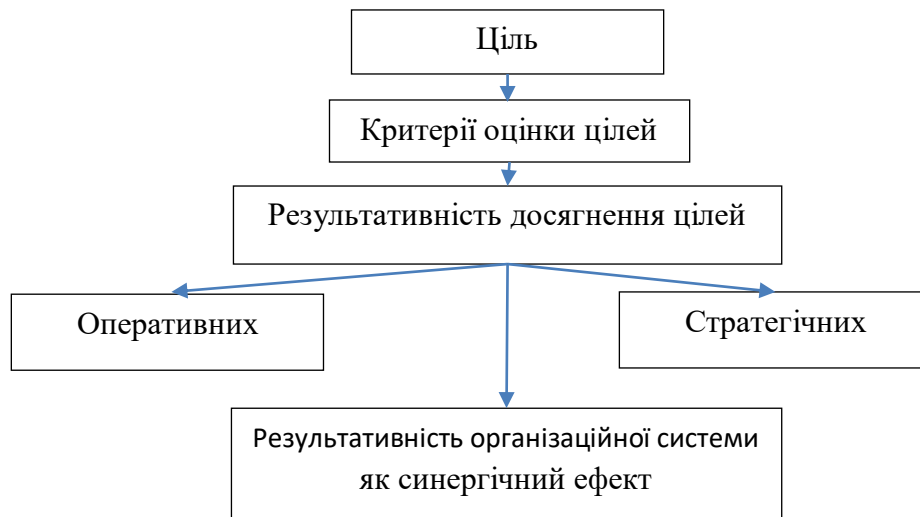 Ціль
Критерії оцінки цілей
Результативність досягнення цілей
Оперативних
Стратегічних
Результативність організаційної системи
як синергічний ефект